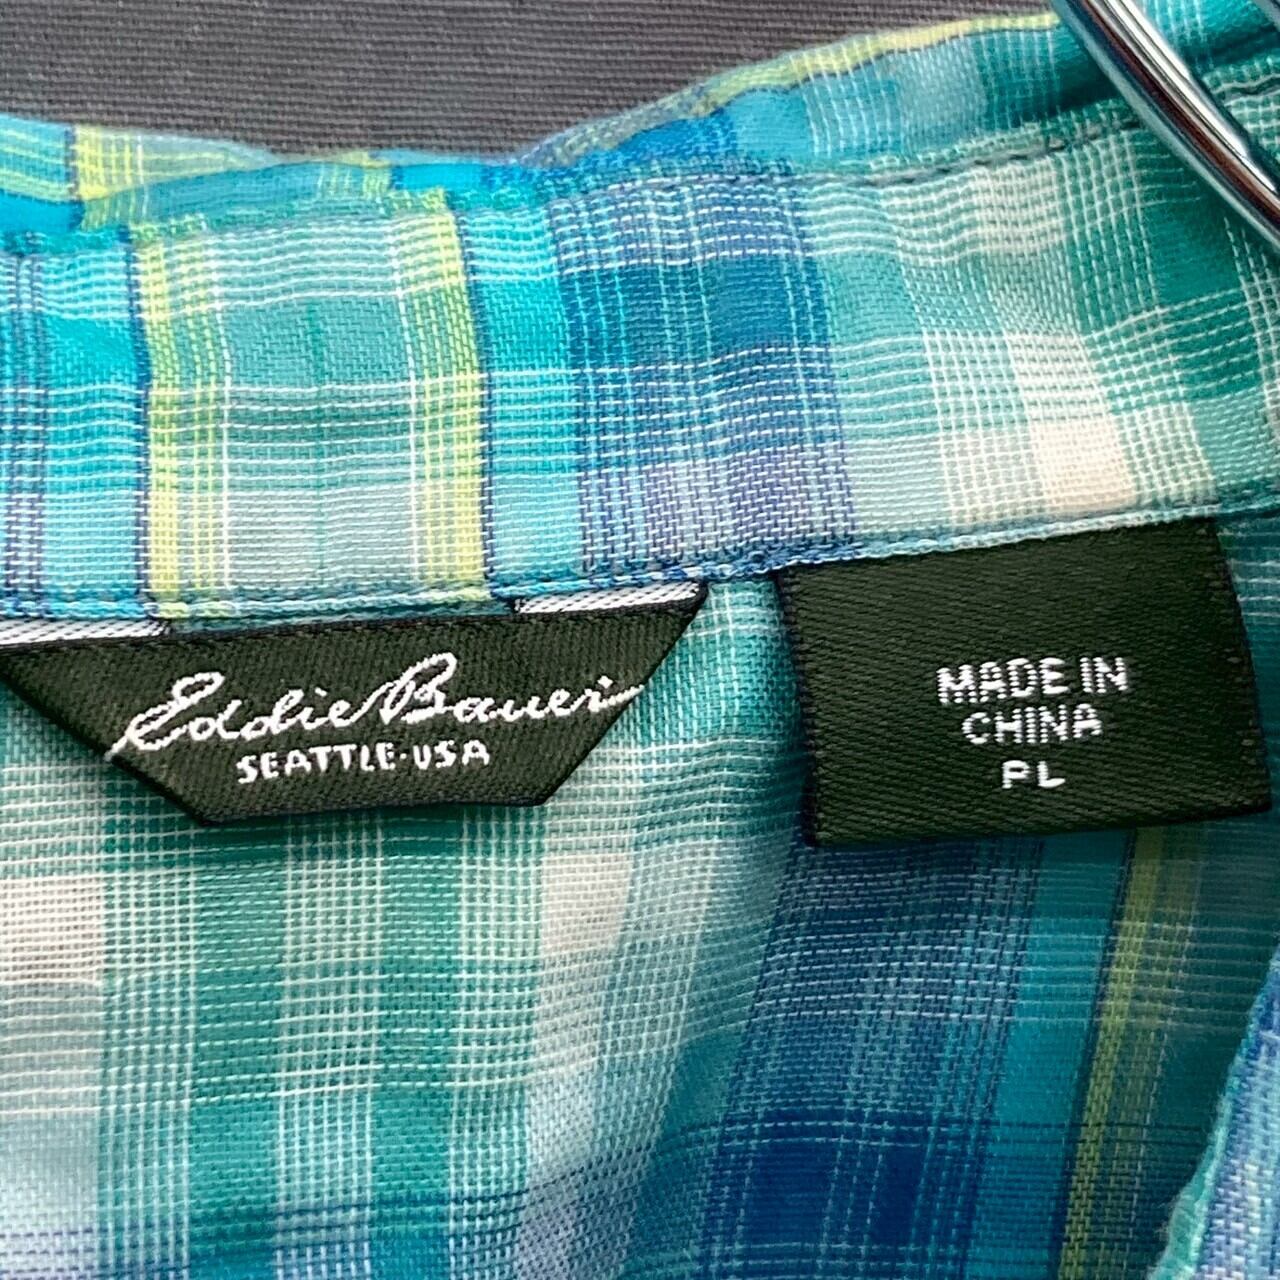 Eddie Bauer
SEATTLE·USA
MADE IN
CHINA
PL